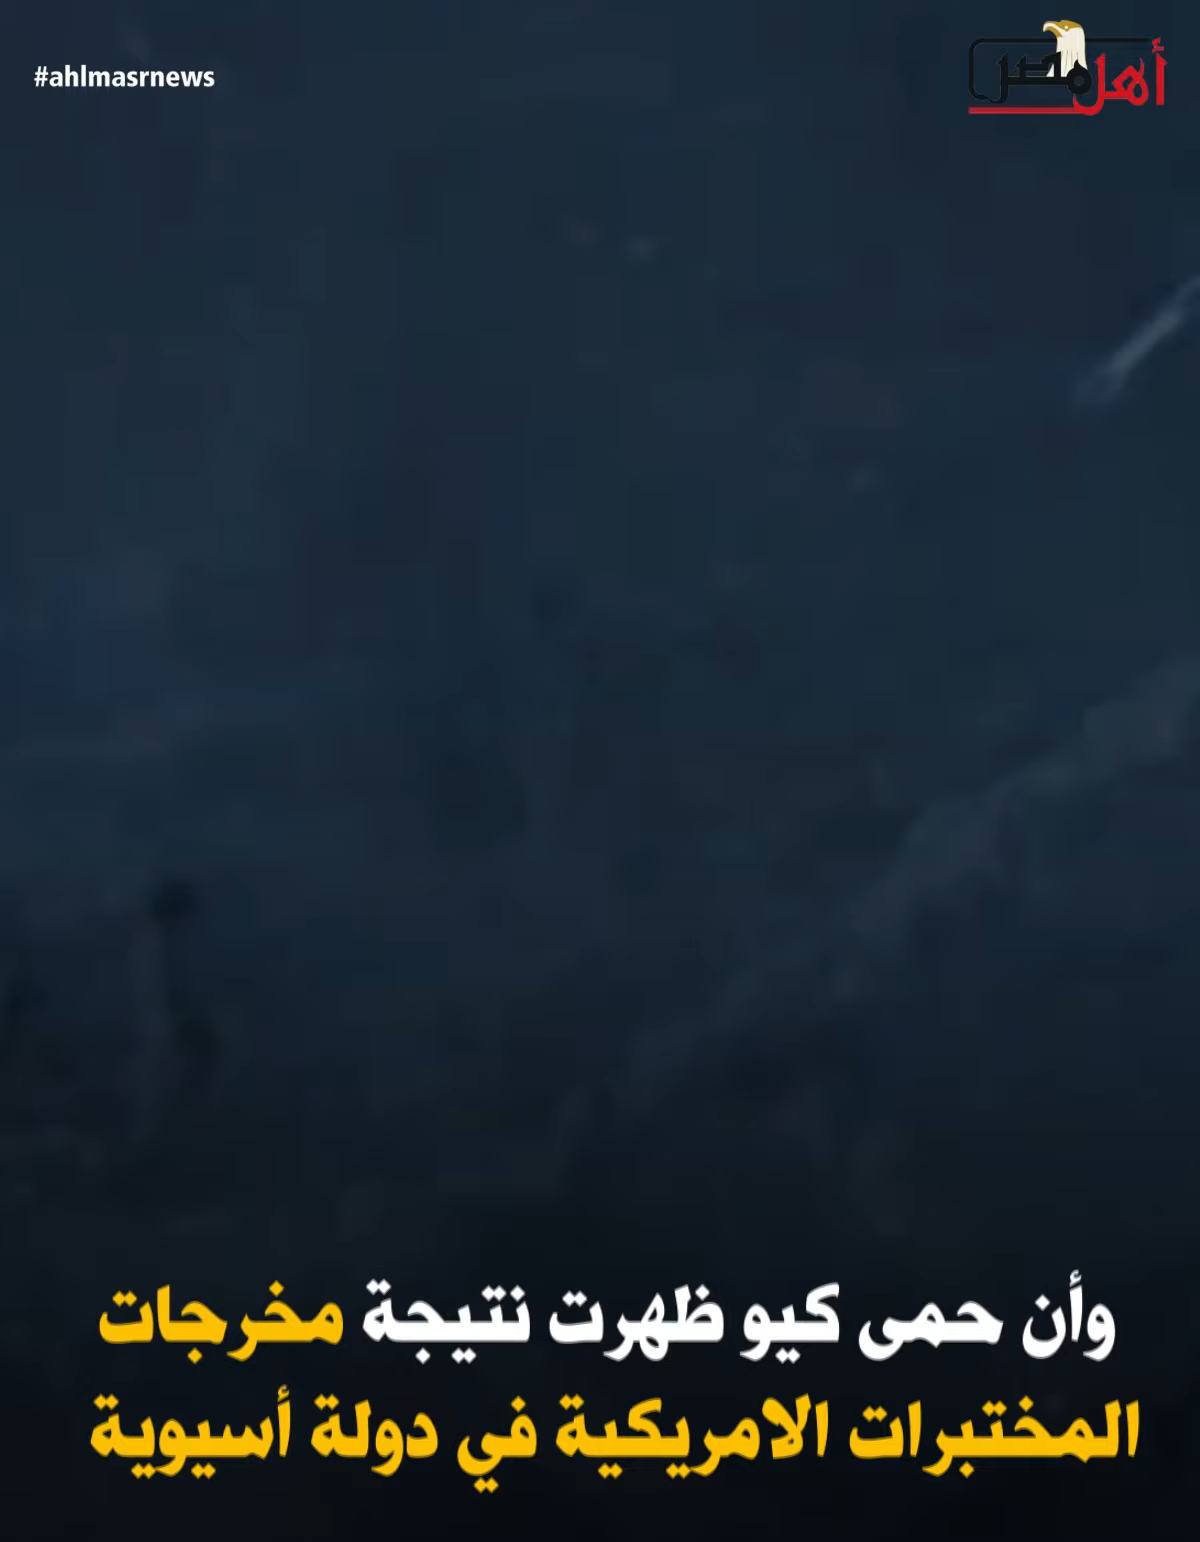 #ahlmasrnews
أهل مصر
وأن حمى كيو ظهرت نتيجة مخرجات
المختبرات الامريكية في دولة أسيوية